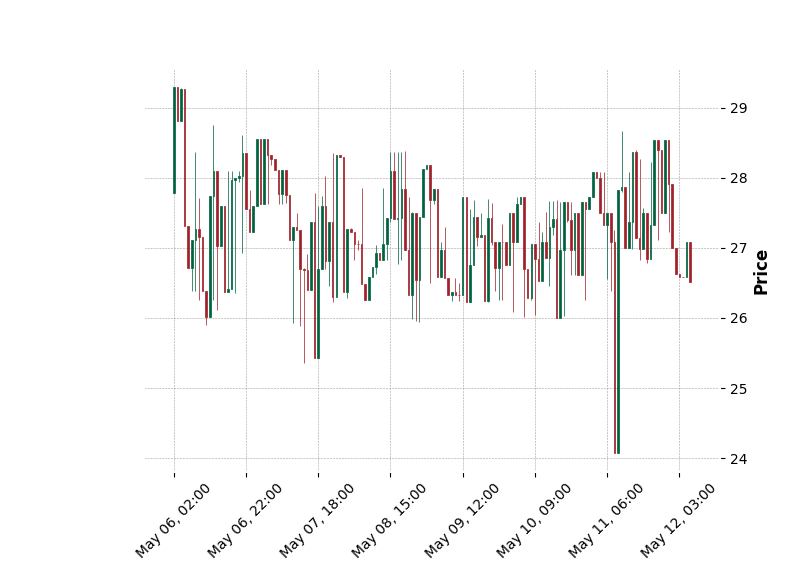 29
28
27
26
25
24
Price
May 06, 02:00
May 06, 22:00
May 07, 18:00
May 08, 15:00
May 09, 12:00
May 10, 09:00
May 11, 06:00
May 12, 03:00